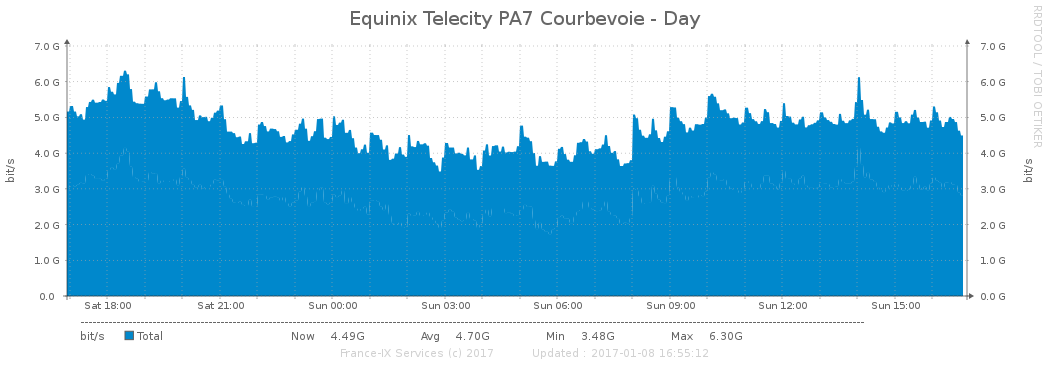 Equinix Telecity PA7 Courbevoie - Day
RRDTOOL / TOBI OETIKER
7.0 G 7.0 G
6.0 G 6.0 G
5.0 G 5.0 G
4.0 G 4.0 G
3.0 G 3.0 G
2.0 G 2.0 G
1.0 G 1.0 G
0.0 0.0 G
bit/s
bit/s
Sat 18:00 Sat 21:00 Sun 00:00 Sun 03:00 Sun 06:00 Sun 09:00 Sun 12:00 Sun 15:00
bit/s Total Now 4.49G Avg 4.70G Min 3.48G Max 6.30G
France-IX Services (c) 2017 Updated : 2017-01-08 16:55:12